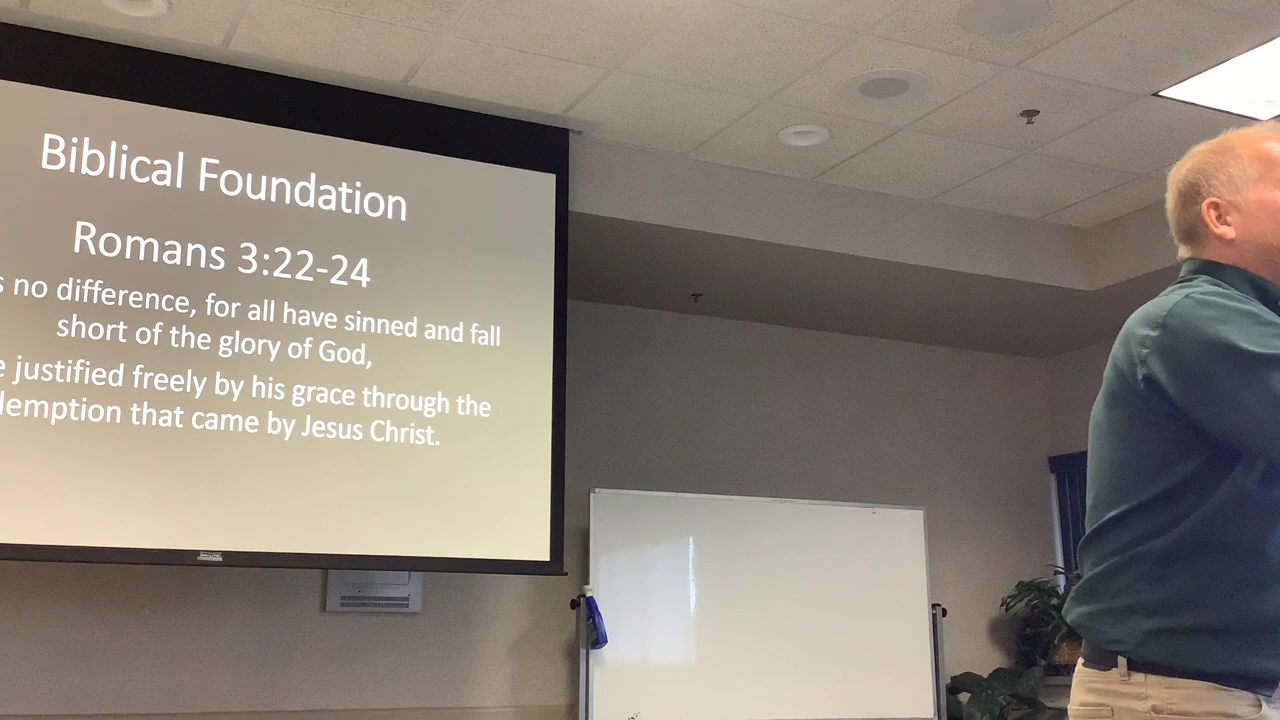 Biblical Foundation
Romans 3:22-24
no difference, for all have sinned and fall
short of the glory of God,
justified freely by his grace through the
that came by Jesus Christ.